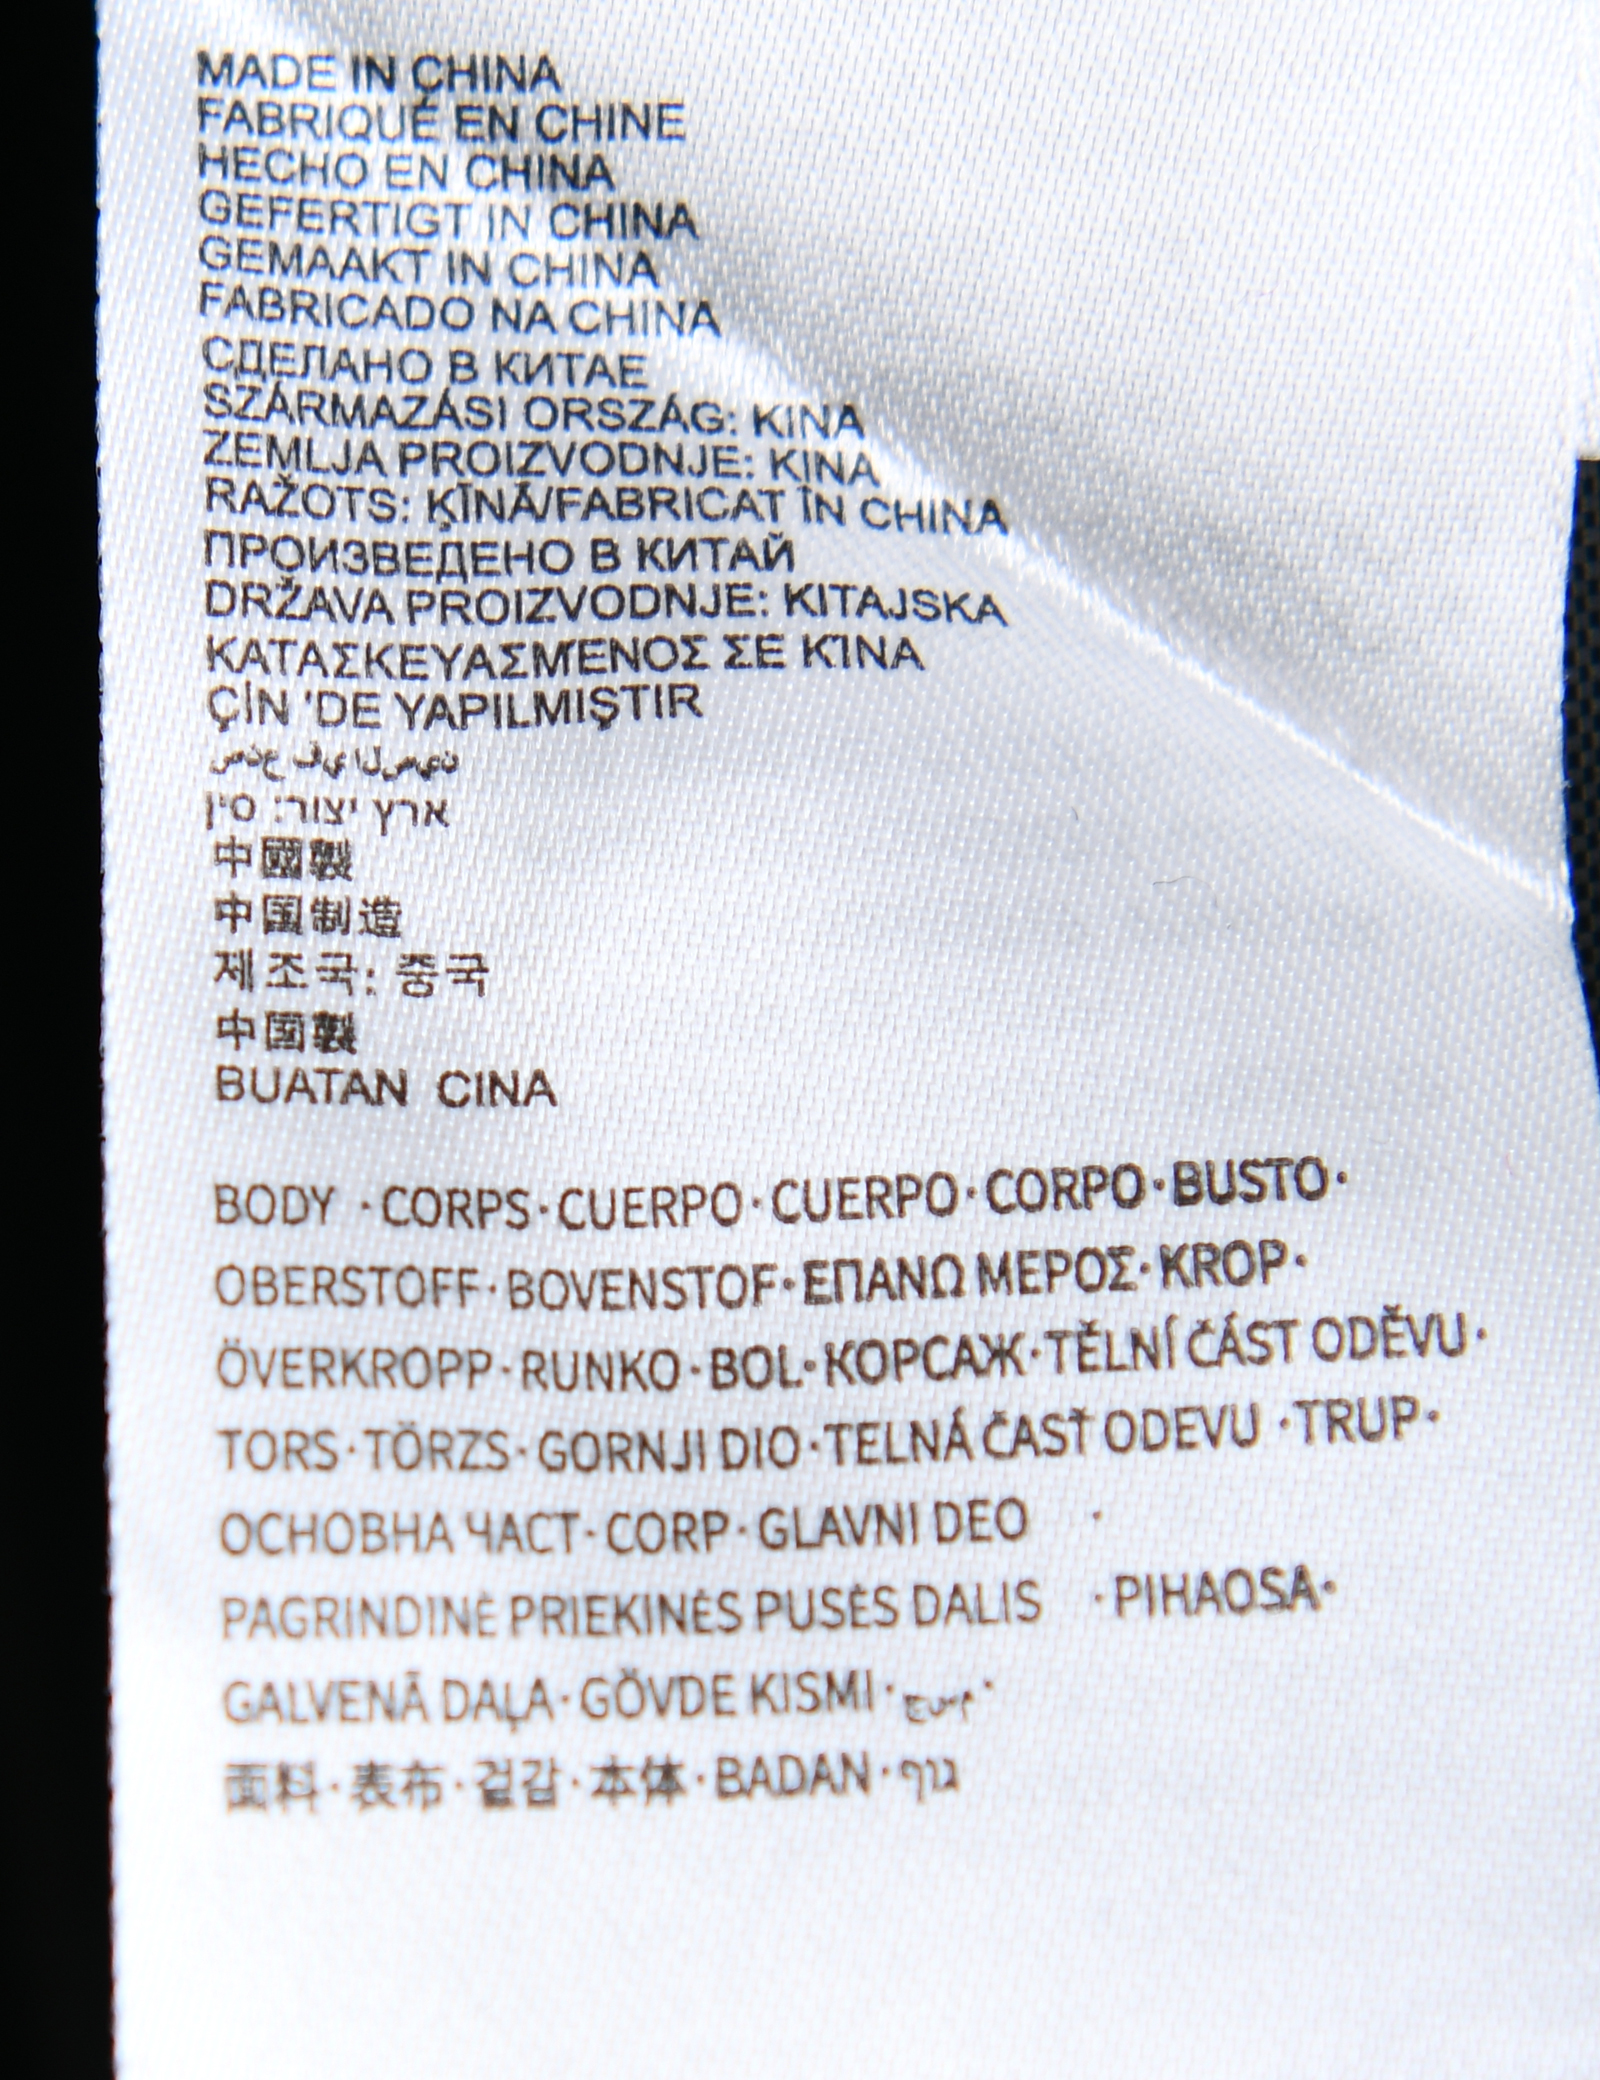 MADE IN CHINA
FABRIQUÉ EN CHINE
HECHO EN CHINA
GEFERTIGT IN CHINA
GEMAAKT IN CHINA
FABRICADO NA CHINA
СДЕЛАНО В КИТАЕ
SZÁRMAZÁSI ORSZÁG: KINA
ZEMLJA PROIZVODNJE: KINA
RAŽOTS: ĶĪNĀ/FABRICAT ÎN CHINA
ПРОИЗВЕДЕНО В КИТАЙ
DRŽAVA PROIZVODNJE: KITAJSKA
ΚΑΤΑΣΚΕΥΑΣΜΈΝΟΣ ΣΕ ΚΊΝΑ
ÇİN 'DE YAPILMIŞTIR
ארץ יצור: סין
中國製
中国制造
제조국: 중국
中国製
BUATAN CINA
BODY ·CORPS·CUERPO·CUERPO·CORPO·BUSTO·
OBERSTOFF·BOVENSTOF·ΕΠΑΝΩ ΜΕΡΟΣ·KROP·
ÖVERKROPP·RUNKO·BOL·КОРСАЖ·TĚLNÍ ČÁST ODĚVU·
TORS·TÖRZS·GORNJI DIO·TELNÁ ČASŤ ODEVU ·TRUP·
ОСНОВНА ЧАСТ·CORP·GLAVNI DEO ·
PAGRINDINĖ PRIEKINĖS PUSĖS DALIS ·PIHAOSA·
GALVENĀ DAĻA·GÖVDE KISMI·
面料·表布·겉감·本体·BADAN·גוף